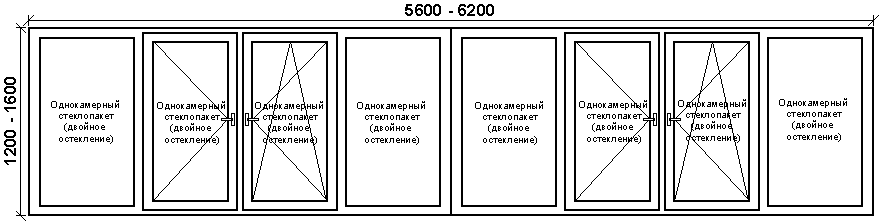 5600 - 6200
1200 - 1600
Однокамерный
стеклопакет
(двойное
остекление)
Однокамерный
стеклопакет
(двойное
остекление)
Однокамерный
стеклопакет
(двойное
остекление)
Однокамерный
стеклопакет
(двойное
остекление)
Однокамерный
стеклопакет
(двойное
остекление)
Однокамерный
стеклопакет
(двойное
остекление)
Однокамерный
стеклопакет
(двойное
остекление)
Однокамерный
стеклопакет
(двойное
остекление)